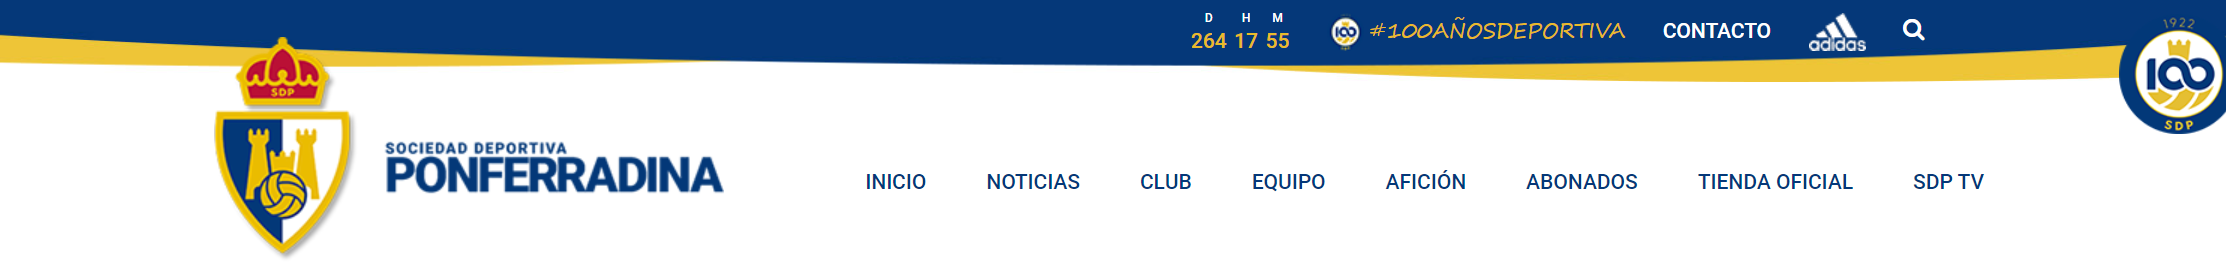 D H M
264 17 55
100
#100AÑOSDEPORTIVA
CONTACTO
adidas
1922
100
SDP
SDP
SOCIEDAD DEPORTIVA
PONFERRADINA
INICIO
NOTICIAS
CLUB
EQUIPO
AFICIÓN
ABONADOS
TIENDA OFICIAL
SDP TV